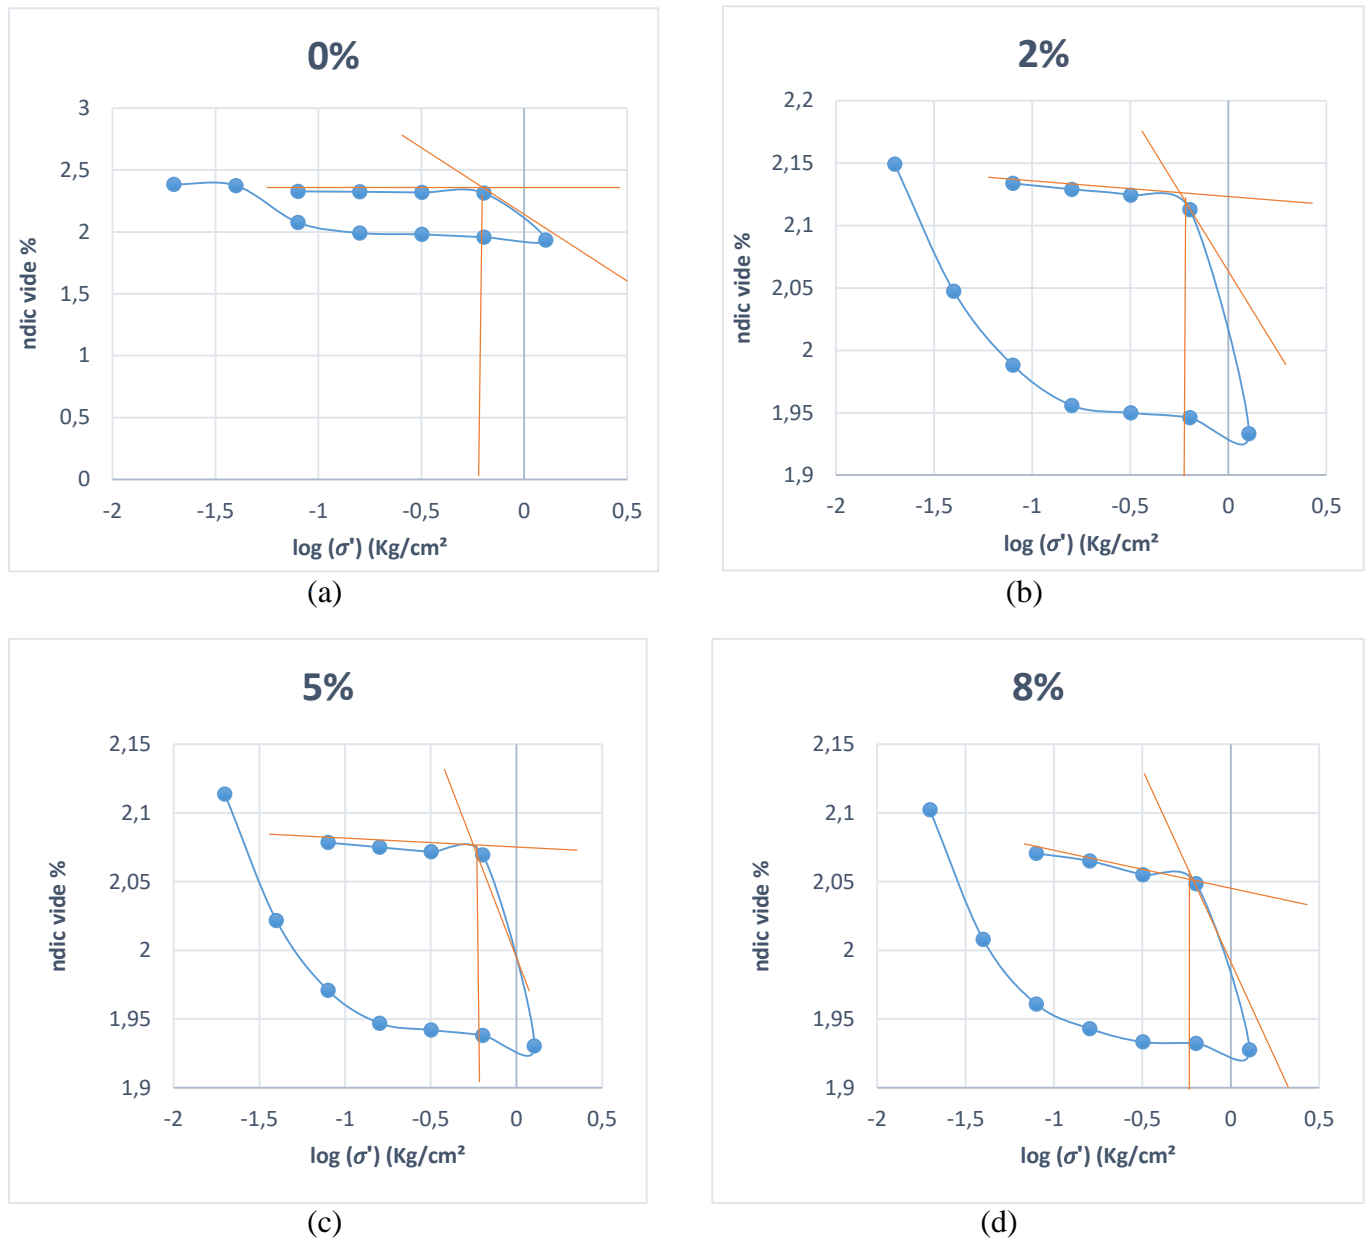 0%
3
2,5
2
1,5
1
0,5
0
-2 -1,5 -1 -0,5 0 0,5
ndic vide %
log (σ') (Kg/cm²
(a)
2%
2,2
2,15
2,1
2,05
2
1,95
1,9
-2 -1,5 -1 -0,5 0 0,5
ndic vide %
log (σ') (Kg/cm²
(b)
5%
2,15
2,1
2,05
2
1,95
1,9
-2 -1,5 -1 -0,5 0 0,5
ndic vide %
log (σ') (Kg/cm²
(c)
8%
2,15
2,1
2,05
2
1,95
1,9
-2 -1,5 -1 -0,5 0 0,5
ndic vide %
log (σ') (Kg/cm²
(d)